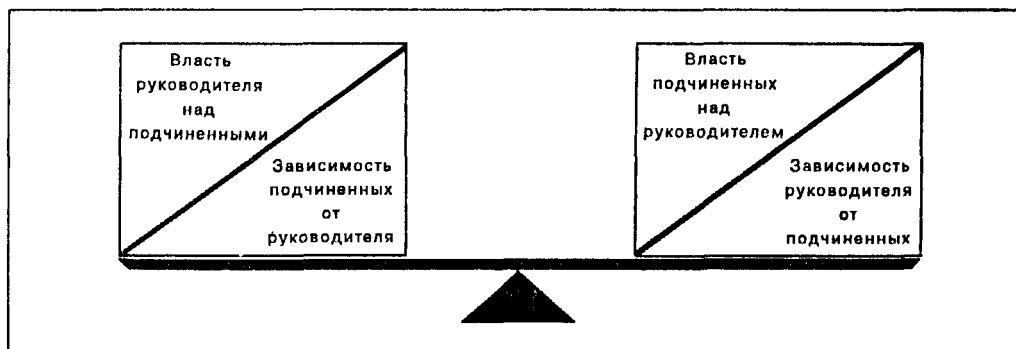 Власть
руководителя
над
подчиненными
Зависимость
подчиненных
от
руководителя
Власть
подчиненных
над
руководителем
Зависимость
руководителя
от
подчиненных